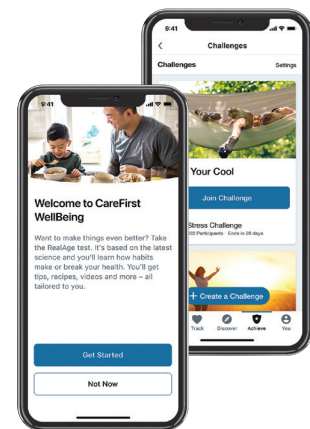 9:41
Welcome to CareFirst
WellBeing
Want to make things even better? Take
the RealAge test. It's based on the latest
science and you'll learn how habits
make or break your health. You'll get
tips, recipes, videos and more – all
tailored to you.
Get Started
Not Now
9:41
Challenges
Challenges
Settings
Your Cool
Join Challenge
Stress Challenge
Participants · Ends in 29 days
+ Create a Challenge
Track
Discover
Achieve
You